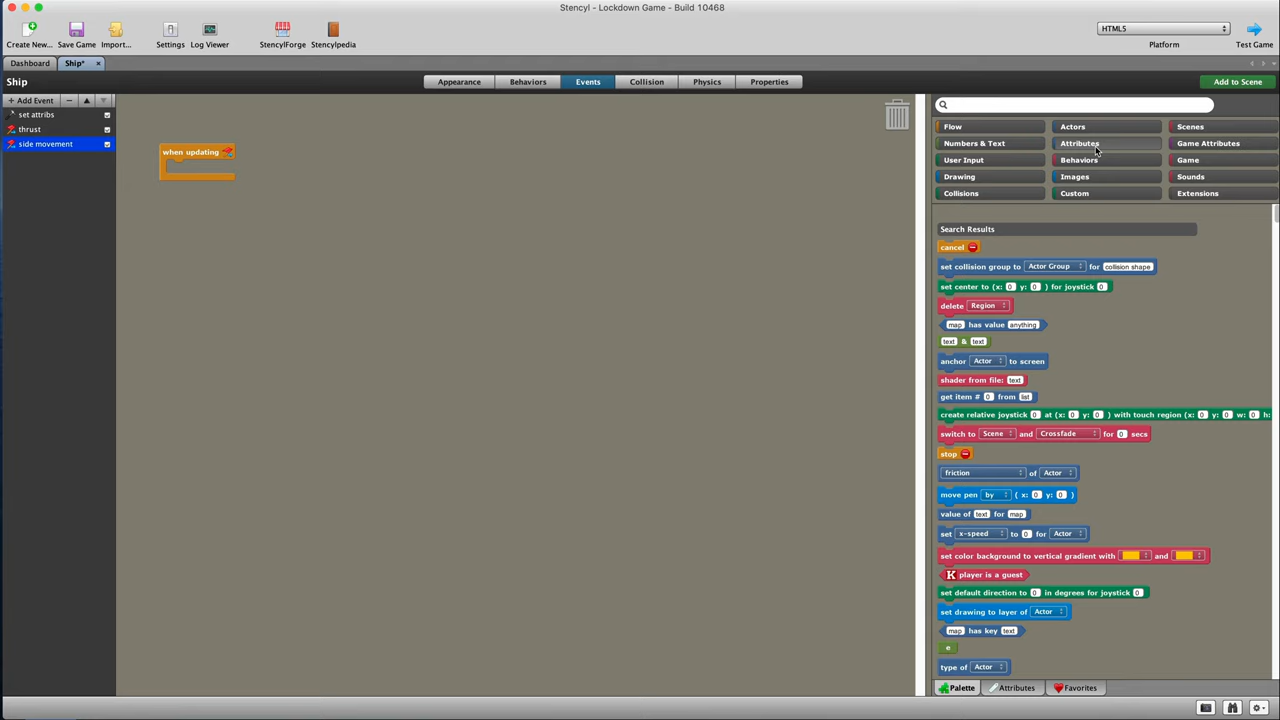 Stencyl - Lockdown Game - Build 10468
Create New... Save Game Import... Settings Log Viewer StencylForge Stencylpedia HTML5 Platform Test Game
Dashboard Ship* ×
Ship Appearance Behaviors Events Collision Physics Properties Add to Scene
+ Add Event
set attribs
thrust
side movement
when updating
Flow Actors Scenes
Numbers & Text Attributes Game Attributes
User Input Behaviors Game
Drawing Images Sounds
Collisions Custom Extensions
Search Results
cancel
set collision group to Actor Group for collision shape
set center to (x: 0 y: 0 ) for joystick 0
delete Region
map has value anything
text & text
anchor Actor to screen
shader from file: text
get item # 0 from list
create relative joystick 0 at (x: 0 y: 0 ) with touch region (x: 0 y: 0 w: 0 h:
switch to Scene and Crossfade for 0 secs
stop
friction of Actor
move pen by ( x: 0 y: 0 )
value of text for map
set x-speed to 0 for Actor
set color background to vertical gradient with and
K player is a guest
set default direction to 0 in degrees for joystick 0
set drawing to layer of Actor
map has key text
e
type of Actor
Palette Attributes Favorites